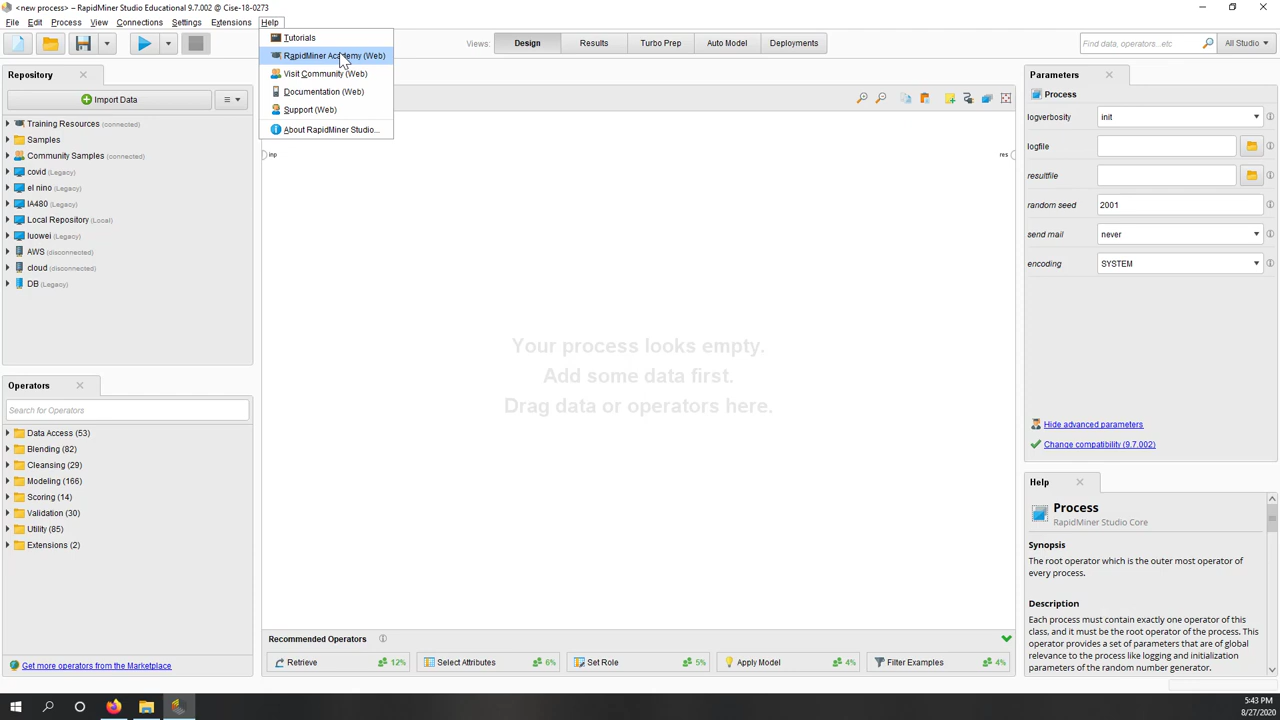 <new process> – RapidMiner Studio Educational 9.7.002 @ Cise-18-0273
File Edit Process View Connections Settings Extensions Help
Tutorials
RapidMiner Academy (Web)
Visit Community (Web)
Documentation (Web)
Support (Web)
About RapidMiner Studio...
Views: Design Results Turbo Prep Auto Model Deployments
Find data, operators...etc All Studio
Repository
Import Data
Training Resources (connected)
Samples
Community Samples (connected)
covid (Legacy)
el nino (Legacy)
IA480 (Legacy)
Local Repository (Local)
luowei (Legacy)
AWS (disconnected)
cloud (disconnected)
DB (Legacy)
Operators
Search for Operators
Data Access (53)
Blending (82)
Cleansing (29)
Modeling (166)
Scoring (14)
Validation (30)
Utility (85)
Extensions (2)
Get more operators from the Marketplace
inp
res
Your process looks empty.
Add some data first.
Drag data or operators here.
Recommended Operators
Retrieve 12%
Select Attributes 6%
Set Role 5%
Apply Model 4%
Filter Examples 4%
Parameters
Process
logverbosity init
logfile
resultfile
random seed 2001
send mail never
encoding SYSTEM
Hide advanced parameters
Change compatibility (9.7.002)
Help
Process
RapidMiner Studio Core
Synopsis
The root operator which is the outer most operator of
every process.
Description
Each process must contain exactly one operator of this
class, and it must be the root operator of the process. This
operator provides a set of parameters that are of global
relevance to the process like logging and initialization
parameters of the random number generator.
5:43 PM
8/27/2020